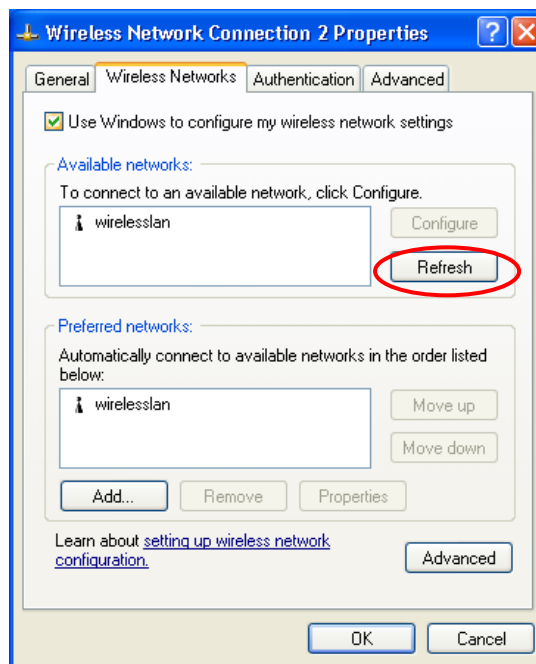 Wireless Network Connection 2 Properties
General Wireless Networks Authentication Advanced
Use Windows to configure my wireless network settings
Available networks:
To connect to an available network, click Configure.
wirelesslan
Configure
Refresh
Preferred networks:
Automatically connect to available networks in the order listed
below:
wirelesslan
Move up
Move down
Add... Remove Properties
Learn about setting up wireless network
configuration.
Advanced
OK Cancel